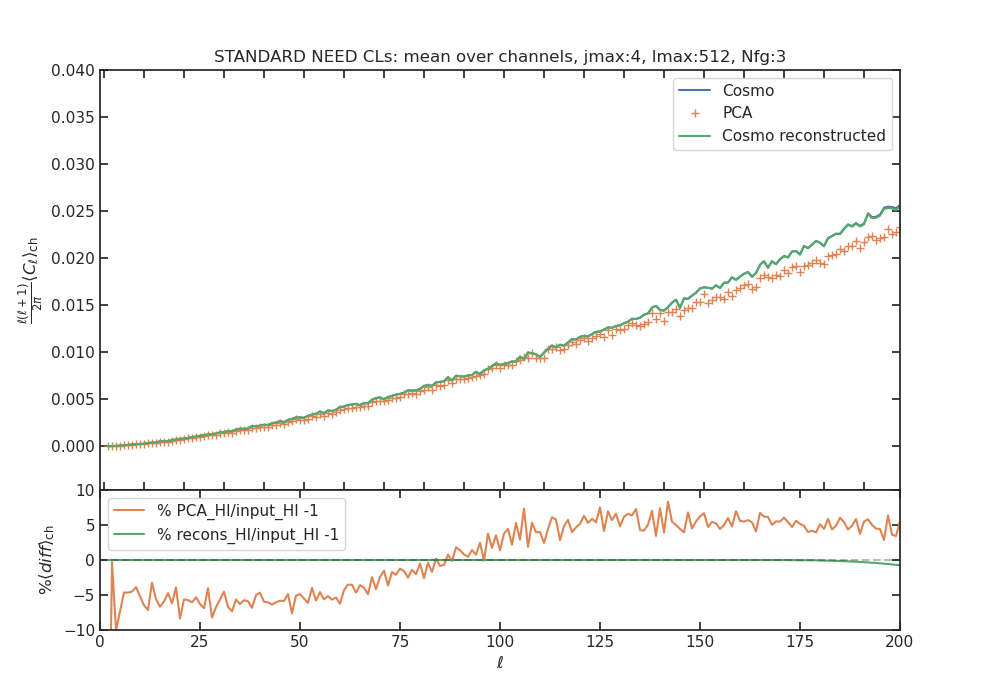 STANDARD NEED CLs: mean over channels, jmax:4, lmax:512, Nfg:3
0.040
0.035
0.030
0.025
0.020
0.015
0.010
0.005
0.000
ℓ(ℓ + 1)/2π ⟨Cℓ⟩ch
Cosmo
PCA
Cosmo reconstructed
10
5
0
−5
−10
%⟨diff⟩ch
% PCA_HI/input_HI -1
% recons_HI/input_HI -1
0 25 50 75 100 125 150 175 200
ℓ